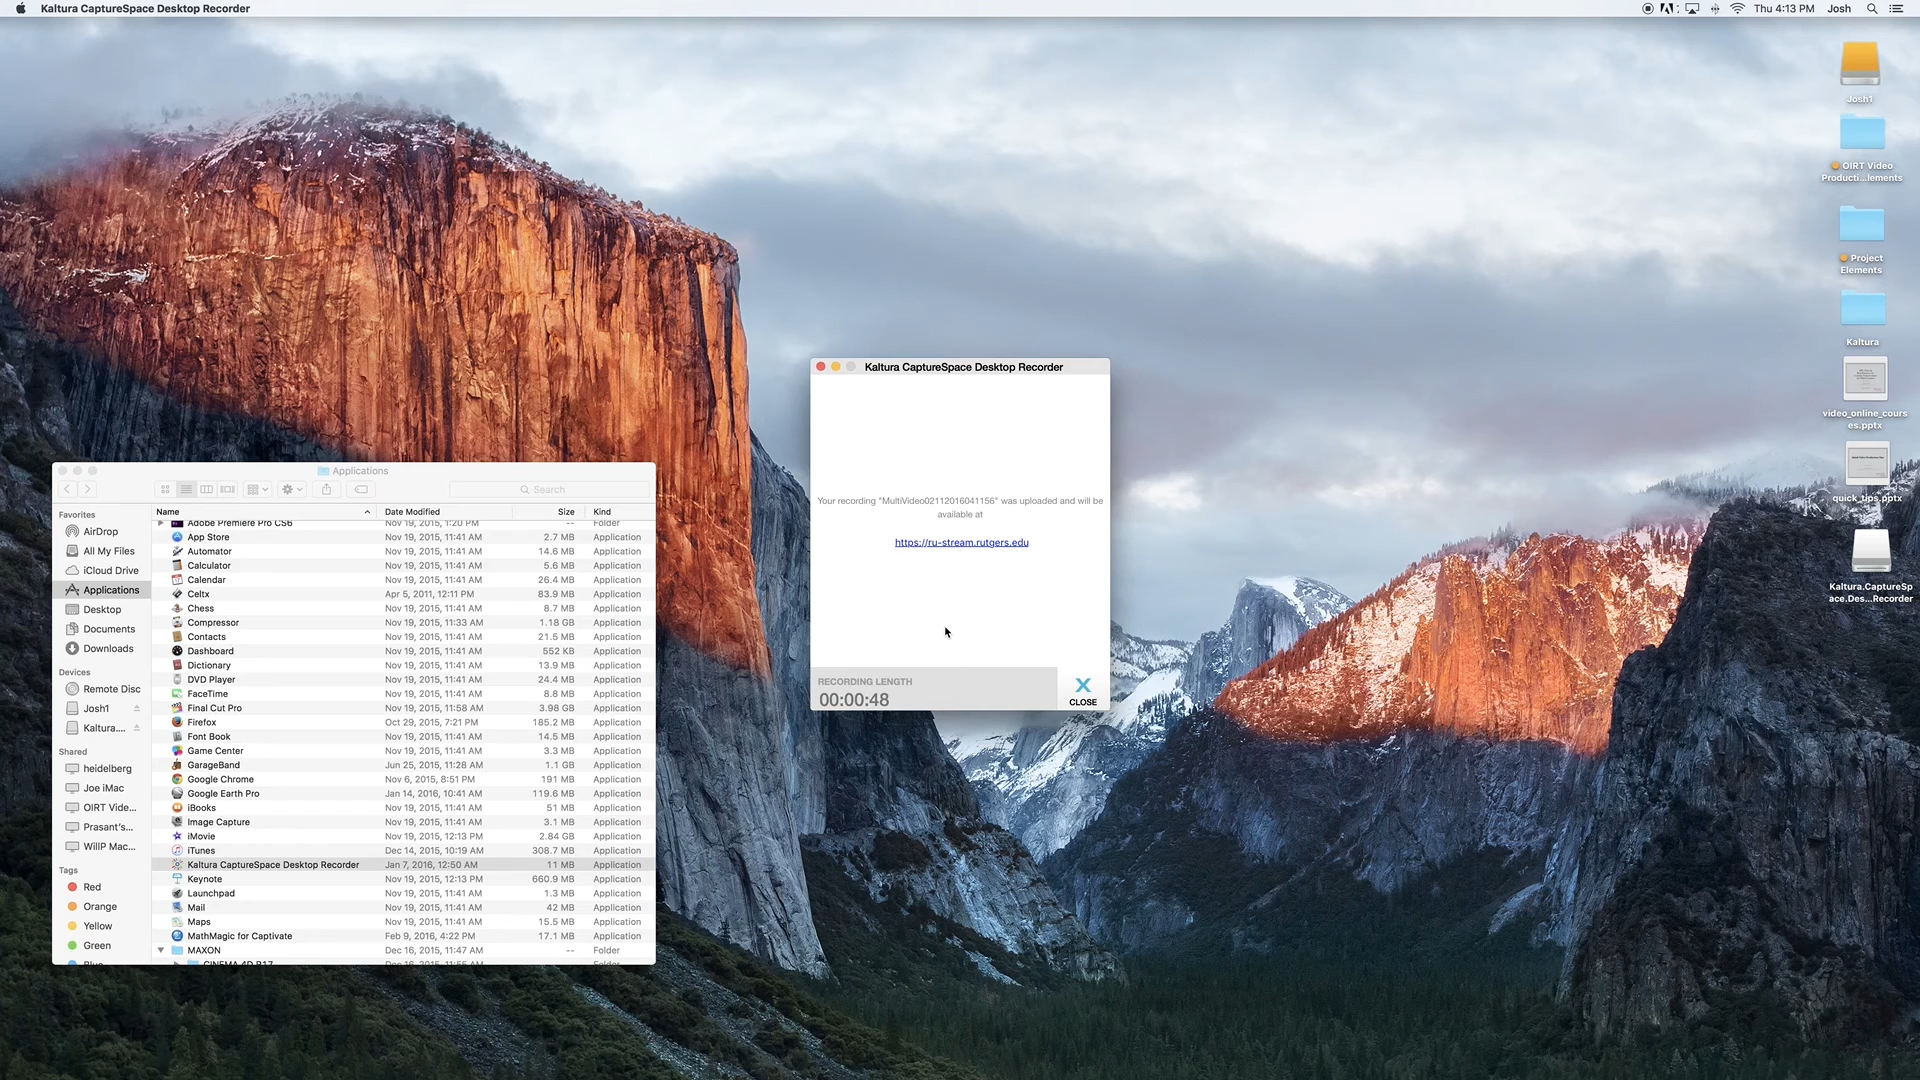 Kaltura CaptureSpace Desktop Recorder
Thu 4:13 PM Josh
Josh1
OIRT Video
Producti...lements
Project
Elements
Kaltura
video_online_cours
es.pptx
quick_tips.pptx
Kaltura.CaptureSp
ace.Des...Recorder
Kaltura CaptureSpace Desktop Recorder
Your recording "MultiVideo02112016041156" was uploaded and will be
available at
https://ru-stream.rutgers.edu
RECORDING LENGTH
00:00:48
X
CLOSE
Applications
Search
Favorites
AirDrop
All My Files
iCloud Drive
Applications
Desktop
Documents
Downloads
Devices
Remote Disc
Josh1
Kaltura....
Shared
heidelberg
Joe iMac
OIRT Vide...
Prasant's...
WillP Mac...
Tags
Red
Orange
Yellow
Green
Blue
Name Date Modified Size Kind
Adobe Premiere Pro CS6 Nov 19, 2015, 1:20 PM -- Folder
App Store Nov 19, 2015, 11:41 AM 2.7 MB Application
Automator Nov 19, 2015, 11:41 AM 14.6 MB Application
Calculator Nov 19, 2015, 11:41 AM 5.6 MB Application
Calendar Nov 19, 2015, 11:41 AM 26.4 MB Application
Celtx Apr 5, 2011, 12:11 PM 83.9 MB Application
Chess Nov 19, 2015, 11:41 AM 8.7 MB Application
Compressor Nov 19, 2015, 11:33 AM 1.18 GB Application
Contacts Nov 19, 2015, 11:41 AM 21.5 MB Application
Dashboard Nov 19, 2015, 11:41 AM 552 KB Application
Dictionary Nov 19, 2015, 11:41 AM 13.9 MB Application
DVD Player Nov 19, 2015, 11:41 AM 24.4 MB Application
FaceTime Nov 19, 2015, 11:41 AM 8.8 MB Application
Final Cut Pro Nov 19, 2015, 11:58 AM 3.98 GB Application
Firefox Oct 29, 2015, 7:21 PM 185.2 MB Application
Font Book Nov 19, 2015, 11:41 AM 14.5 MB Application
Game Center Nov 19, 2015, 11:41 AM 3.3 MB Application
GarageBand Jun 25, 2015, 11:28 AM 1.1 GB Application
Google Chrome Nov 6, 2015, 8:51 PM 191 MB Application
Google Earth Pro Jan 14, 2016, 10:41 AM 119.6 MB Application
iBooks Nov 19, 2015, 11:41 AM 51 MB Application
Image Capture Nov 19, 2015, 11:41 AM 3.1 MB Application
iMovie Nov 19, 2015, 12:13 PM 2.84 GB Application
iTunes Dec 14, 2015, 10:19 AM 308.7 MB Application
Kaltura CaptureSpace Desktop Recorder Jan 7, 2016, 12:50 AM 11 MB Application
Keynote Nov 19, 2015, 12:13 PM 660.9 MB Application
Launchpad Nov 19, 2015, 11:41 AM 1.3 MB Application
Mail Nov 19, 2015, 11:41 AM 42 MB Application
Maps Nov 19, 2015, 11:41 AM 15.5 MB Application
MathMagic for Captivate Feb 9, 2016, 4:22 PM 17.1 MB Application
MAXON Dec 16, 2015, 11:47 AM -- Folder
CINEMA 4D R17 Dec 16, 2015, 11:55 AM Folder